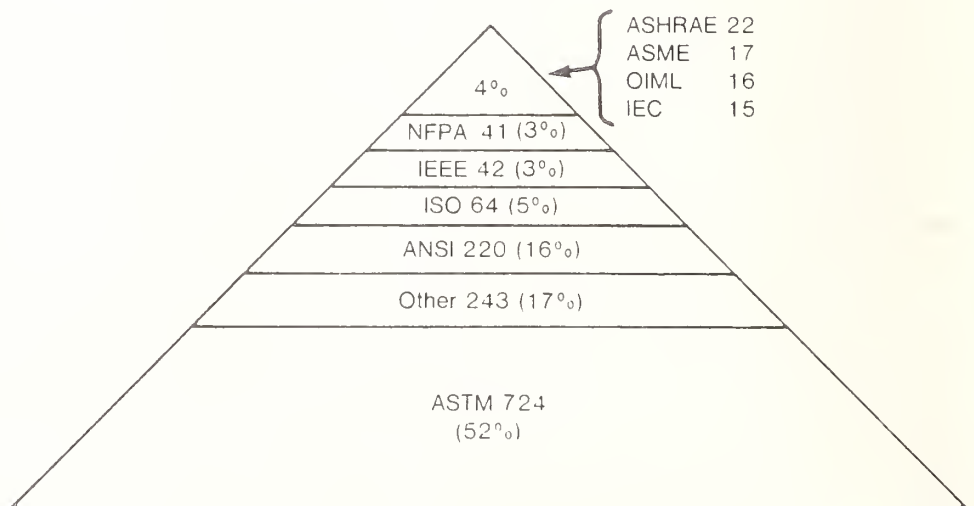 ASHRAE 22
ASME 17
OIML 16
IEC 15
4%
NFPA 41 (3%)
IEEE 42 (3%)
ISO 64 (5%)
ANSI 220 (16%)
Other 243 (17%)
ASTM 724
(52%)